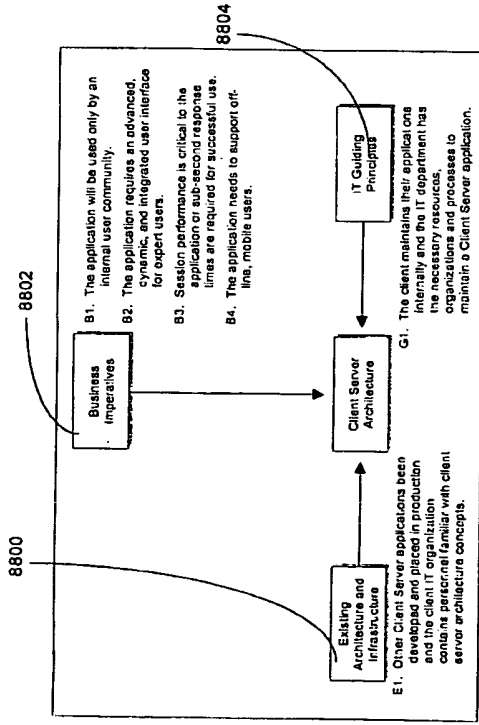 8800
8802
8804
Business
Imperatives
B1. The application will be used only by an
internal user community.
B2. The application requires an advanced,
dynamic, and integrated user interface
for expert users.
B3. Session performance is critical to the
application or sub-second response
times are required for successful use.
B4. The application needs to support off-
line, mobile users.
Existing
Architecture and
Infrastructure
Client Server
Architecture
IT Guiding
Principles
E1. Other Client Server applications been
developed and placed in production
and the client IT organization
contains personnel familiar with client
server architecture concepts.
G1. The client maintains their applications
internally and the IT department has
the necessary resources,
organizations and processes to
maintain a Client Server application.